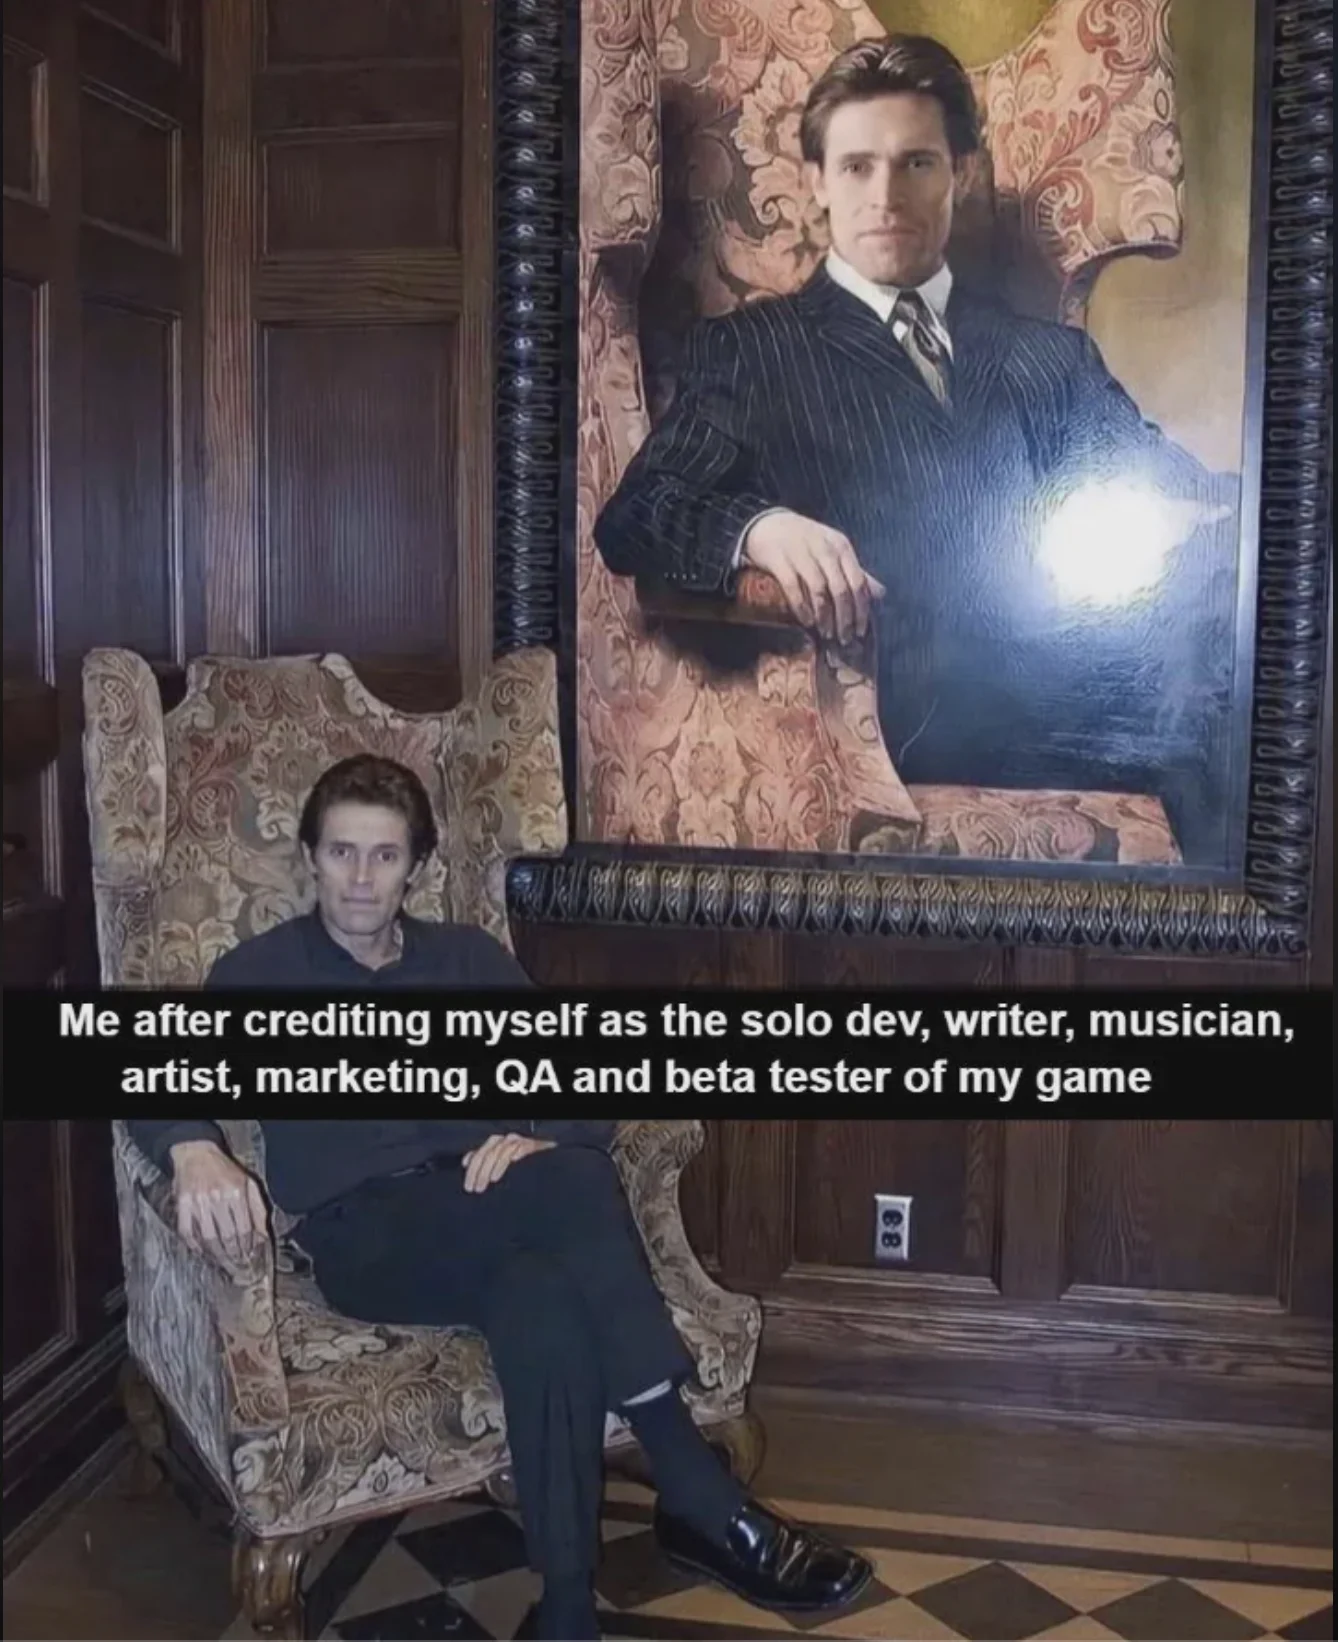 Me after crediting myself as the solo dev, writer, musician,
artist, marketing, QA and beta tester of my game